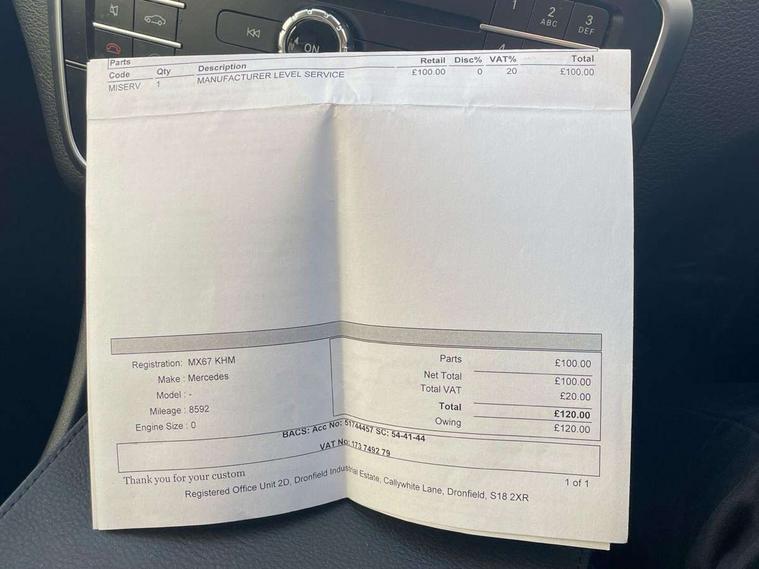 1
2
ABC
3
DEF
4
ON
Parts
Code Qty Description Retail Disc% VAT% Total
MISERV 1 MANUFACTURER LEVEL SERVICE £100.00 0 20 £100.00
Registration: MX67 KHM
Make : Mercedes
Model : -
Mileage : 8592
Engine Size : 0
Parts £100.00
Net Total £100.00
Total VAT £20.00
Total £120.00
Owing £120.00
BACS: Acc No: 51744457 SC: 54-41-44
VAT No: 173 7492 79
Thank you for your custom
1 of 1
Registered Office Unit 2D, Dronfield Industrial Estate, Callywhite Lane, Dronfield, S18 2XR